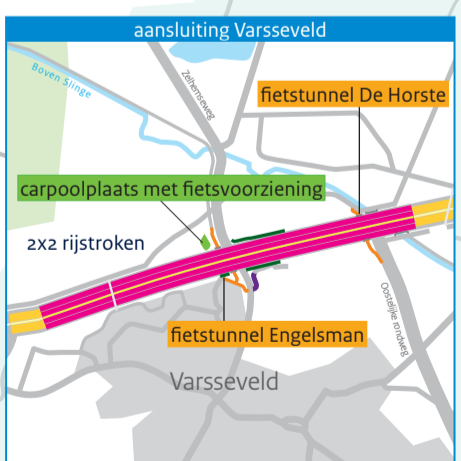 aansluiting Varsseveld
Boven Slinge
Zelhemseweg
fietstunnel De Horste
carpoolplaats met fietsvoorziening
2x2 rijstroken
Oostelijke rondweg
fietstunnel Engelsman
Varsseveld